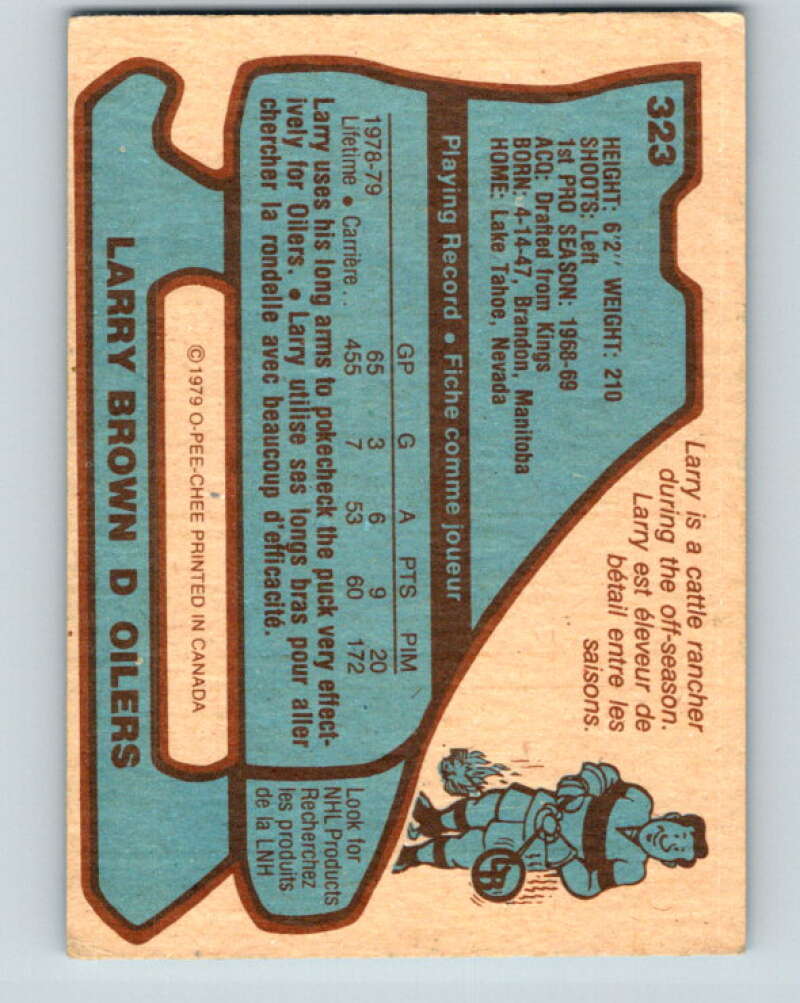 323
HEIGHT: 6'2" WEIGHT: 210
SHOOTS: Left
1st PRO SEASON: 1968-69
ACQ: Drafted from Kings
BORN: 4-14-47, Brandon, Manitoba
HOME: Lake Tahoe, Nevada
Larry is a cattle rancher
during the off-season.
Larry est éleveur de
bétail entre les
saisons.
Playing Record • Fiche comme joueur
GP G A PTS PIM
1978-79 65 3 6 9 20
Lifetime • Carrière... 455 7 53 60 172
Larry uses his long arms to pokecheck the puck very effect-
ively for Oilers. • Larry utilise ses longs bras pour aller
chercher la rondelle avec beaucoup d'efficacité.
Look for
NHL Products
Recherchez
les produits
de la LNH
©1979 O-PEE-CHEE PRINTED IN CANADA
LARRY BROWN D OILERS
LB